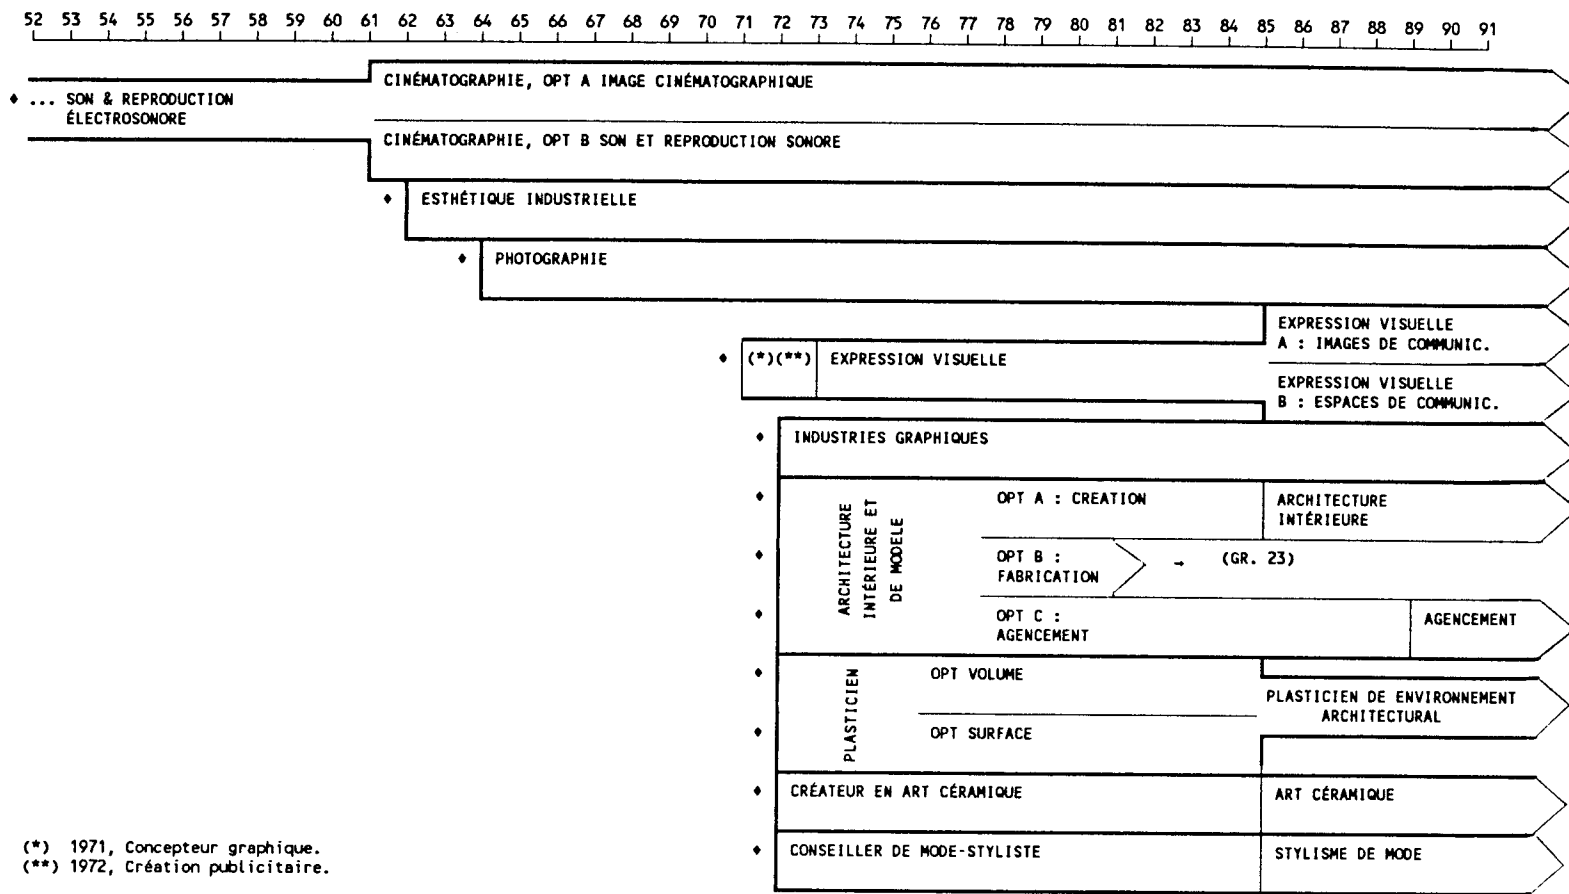 52 53 54 55 56 57 58 59 60 61 62 63 64 65 66 67 68 69 70 71 72 73 74 75 76 77 78 79 80 81 82 83 84 85 86 87 88 89 90 91
CINÉMATOGRAPHIE, OPT A IMAGE CINÉMATOGRAPHIQUE
♦ ... SON & REPRODUCTION
ÉLECTROSONORE
CINÉMATOGRAPHIE, OPT B SON ET REPRODUCTION SONORE
♦ ESTHÉTIQUE INDUSTRIELLE
♦ PHOTOGRAPHIE
EXPRESSION VISUELLE
A : IMAGES DE COMMUNIC.
♦ (*)(**) EXPRESSION VISUELLE
EXPRESSION VISUELLE
B : ESPACES DE COMMUNIC.
♦ INDUSTRIES GRAPHIQUES
ARCHITECTURE
INTÉRIEURE ET
DE MODELE
♦ OPT A : CREATION
ARCHITECTURE
INTÉRIEURE
♦ OPT B :
FABRICATION
→ (GR. 23)
♦ OPT C :
AGENCEMENT
AGENCEMENT
PLASTICIEN
♦ OPT VOLUME
PLASTICIEN DE ENVIRONNEMENT
ARCHITECTURAL
♦ OPT SURFACE
♦ CRÉATEUR EN ART CÉRAMIQUE
ART CÉRAMIQUE
♦ CONSEILLER DE MODE-STYLISTE
STYLISME DE MODE
(*) 1971, Concepteur graphique.
(**) 1972, Création publicitaire.